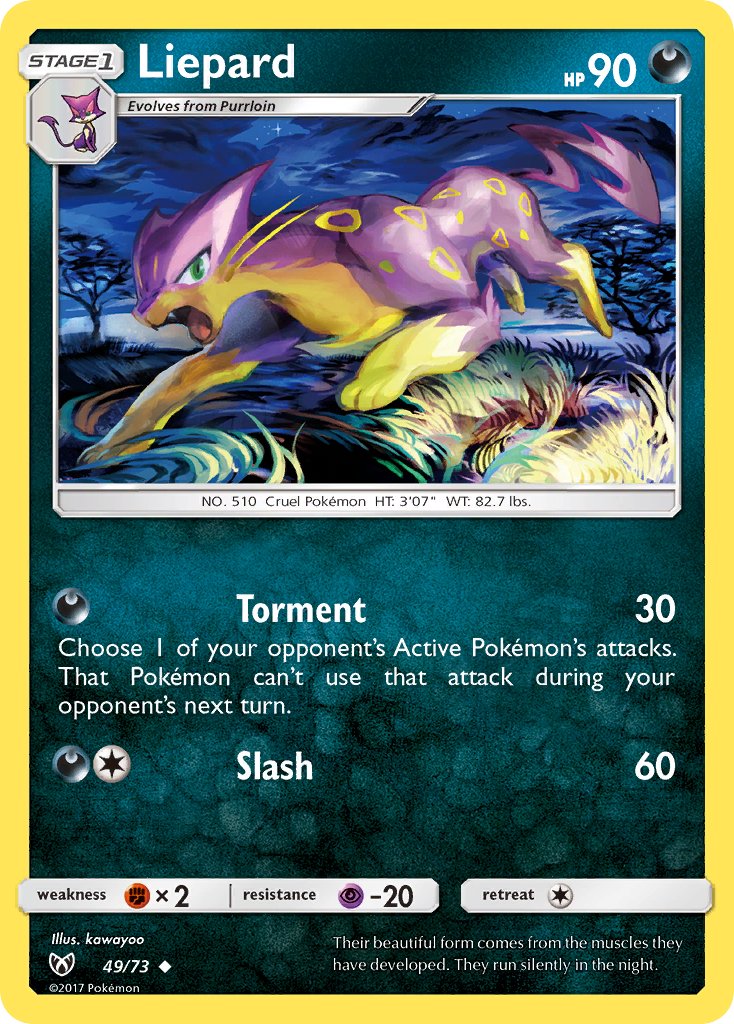 STAGE1
Liepard
HP 90
Evolves from Purrloin
NO. 510 Cruel Pokémon HT: 3'07" WT: 82.7 lbs.
Torment 30
Choose 1 of your opponent's Active Pokémon's attacks.
That Pokémon can't use that attack during your
opponent's next turn.
Slash 60
weakness ×2 resistance -20 retreat
Illus. kawayoo
49/73
©2017 Pokémon
Their beautiful form comes from the muscles they
have developed. They run silently in the night.